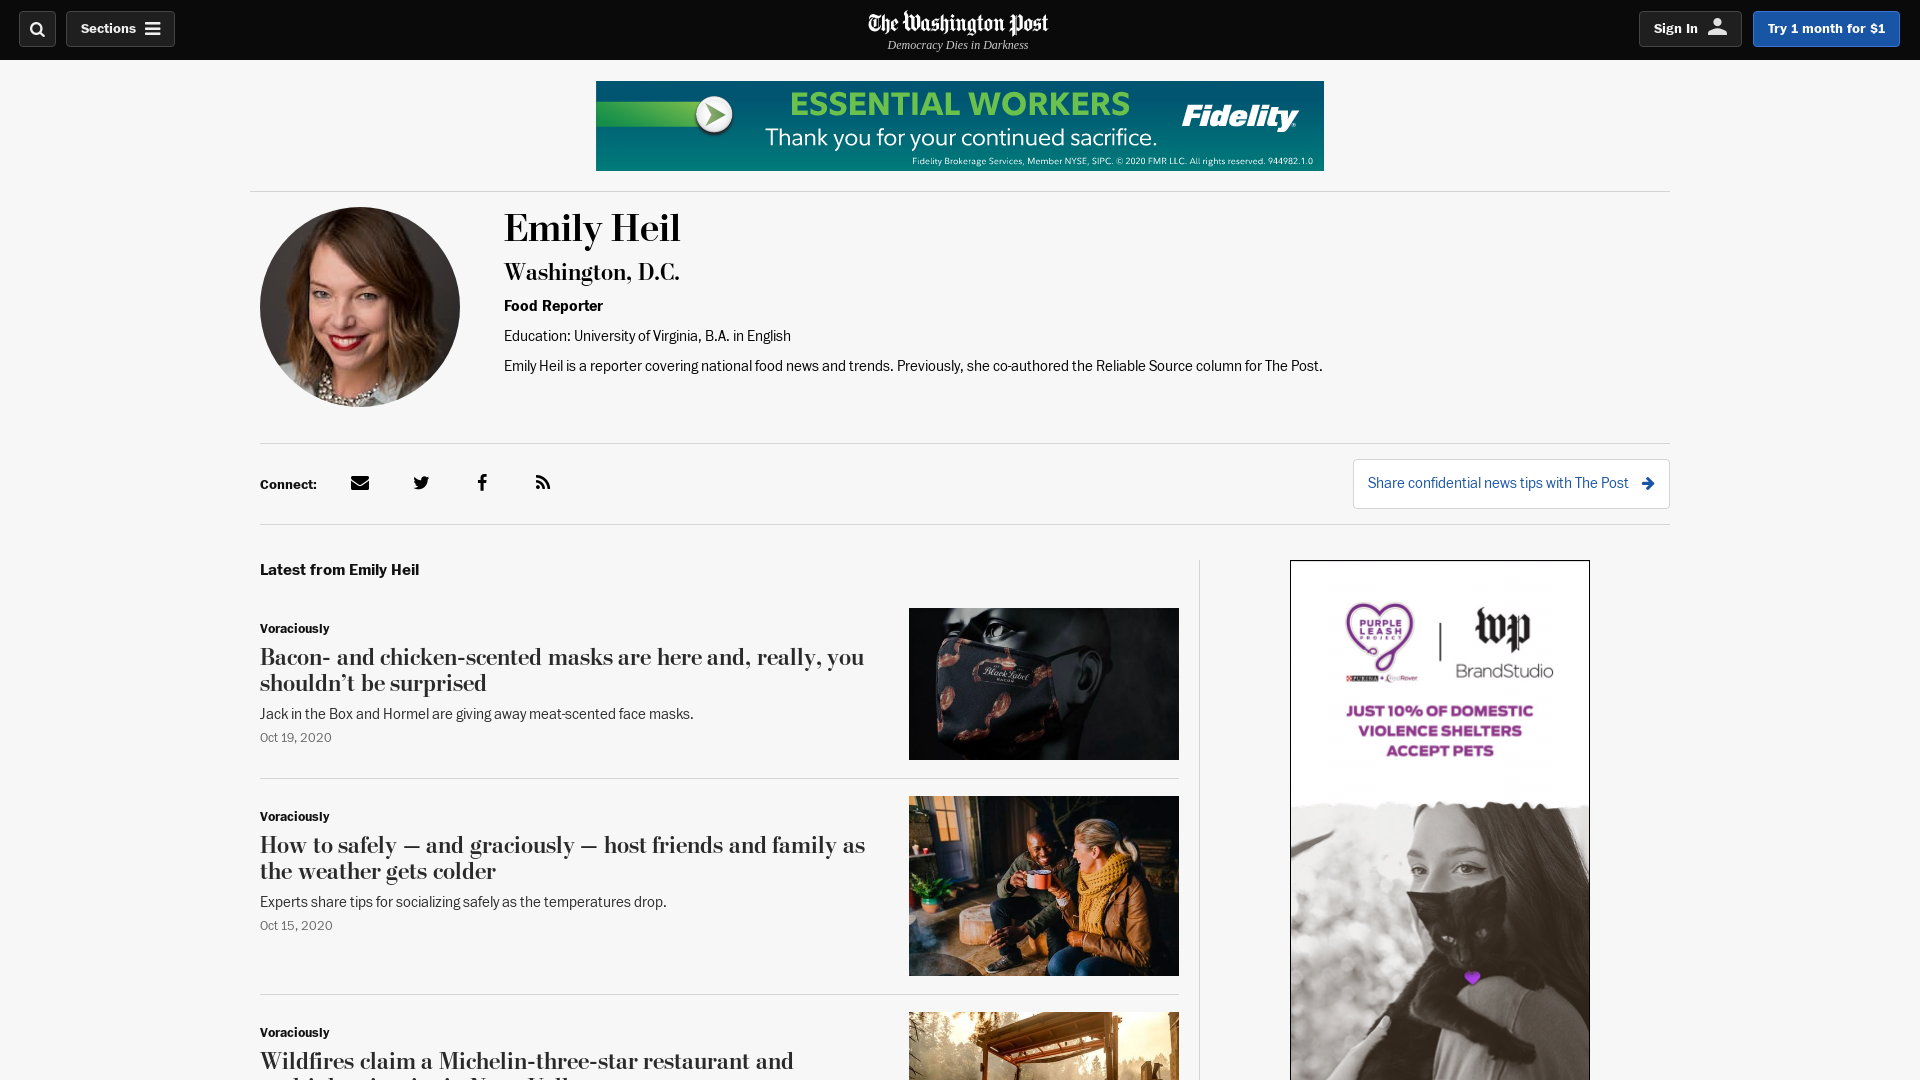 Sections
The Washington Post
Democracy Dies in Darkness
Sign In
Try 1 month for $1
ESSENTIAL WORKERS
Thank you for your continued sacrifice.
Fidelity
Fidelity Brokerage Services, Member NYSE, SIPC. © 2020 FMR LLC. All rights reserved. 944982.1.0
Emily Heil
Washington, D.C.
Food Reporter
Education: University of Virginia, B.A. in English
Emily Heil is a reporter covering national food news and trends. Previously, she co-authored the Reliable Source column for The Post.
Connect:
Share confidential news tips with The Post
Latest from Emily Heil
Voraciously
Bacon- and chicken-scented masks are here and, really, you
shouldn’t be surprised
Jack in the Box and Hormel are giving away meat-scented face masks.
Oct 19, 2020
Black Label
BACON
Voraciously
How to safely — and graciously — host friends and family as
the weather gets colder
Experts share tips for socializing safely as the temperatures drop.
Oct 15, 2020
Voraciously
Wildfires claim a Michelin-three-star restaurant and
PURPLE
LEASH
PROJECT
PURINA + RedRover
wp
BrandStudio
JUST 10% OF DOMESTIC
VIOLENCE SHELTERS
ACCEPT PETS